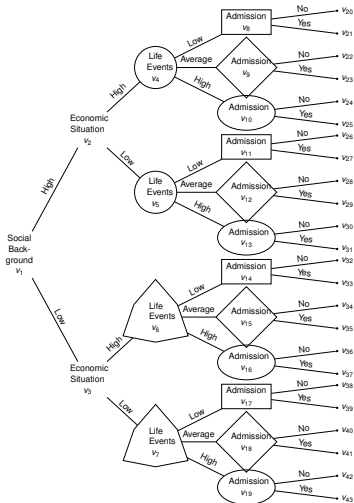 Social
Back-
ground
v1
High
Low
Economic
Situation
v2
Economic
Situation
v3
High
Low
High
Low
Life
Events
v4
Life
Events
v5
Life
Events
v6
Life
Events
v7
Low
Average
High
Low
Average
High
Low
Average
High
Low
Average
High
Admission
v8
Admission
v9
Admission
v10
Admission
v11
Admission
v12
Admission
v13
Admission
v14
Admission
v15
Admission
v16
Admission
v17
Admission
v18
Admission
v19
No
v20
Yes
v21
No
v22
Yes
v23
No
v24
Yes
v25
No
v26
Yes
v27
No
v28
Yes
v29
No
v30
Yes
v31
No
v32
Yes
v33
No
v34
Yes
v35
No
v36
Yes
v37
No
v38
Yes
v39
No
v40
Yes
v41
No
v42
Yes
v43